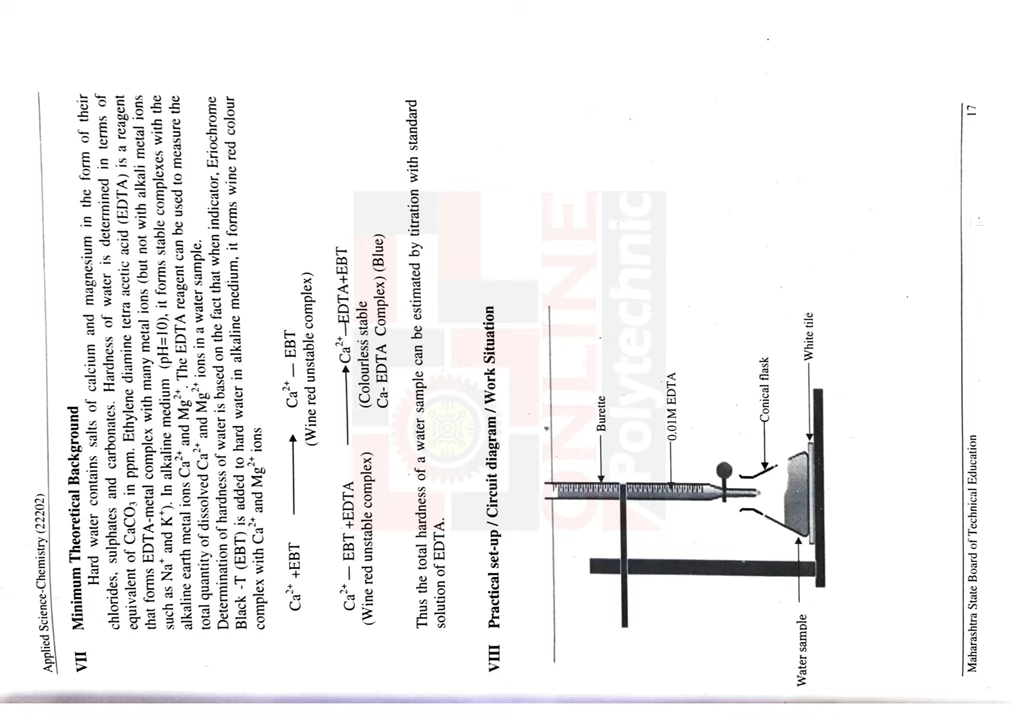 Applied Science-Chemistry (22202)
VII Minimum Theoretical Background
Hard water contains salts of calcium and magnesium in the form of their
chlorides, sulphates and carbonates. Hardness of water is determined in terms of
equivalent of CaCO₃ in ppm. Ethylene diamine tetra acetic acid (EDTA) is a reagent
that forms EDTA-metal complex with many metal ions (but not with alkali metal ions
such as Na⁺ and K⁺). In alkaline medium (pH=10), it forms stable complexes with the
alkaline earth metal ions Ca²⁺ and Mg²⁺. The EDTA reagent can be used to measure the
total quantity of dissolved Ca²⁺ and Mg²⁺ ions in a water sample.
Determination of hardness of water is based on the fact that when indicator, Eriochrome
Black -T (EBT) is added to hard water in alkaline medium, it forms wine red colour
complex with Ca²⁺ and Mg²⁺ ions
Ca²⁺ +EBT ⟶ Ca²⁺ — EBT
(Wine red unstable complex)
Ca²⁺ — EBT +EDTA ⟶ Ca²⁺—EDTA+EBT
(Wine red unstable complex) (Colourless stable
Ca- EDTA Complex) (Blue)
Thus the total hardness of a water sample can be estimated by titration with standard
solution of EDTA.
VIII Practical set-up / Circuit diagram / Work Situation
Burette
0.01M EDTA
Conical flask
White tile
Water sample
Maharashtra State Board of Technical Education 17
ONLINE
Polytechnic